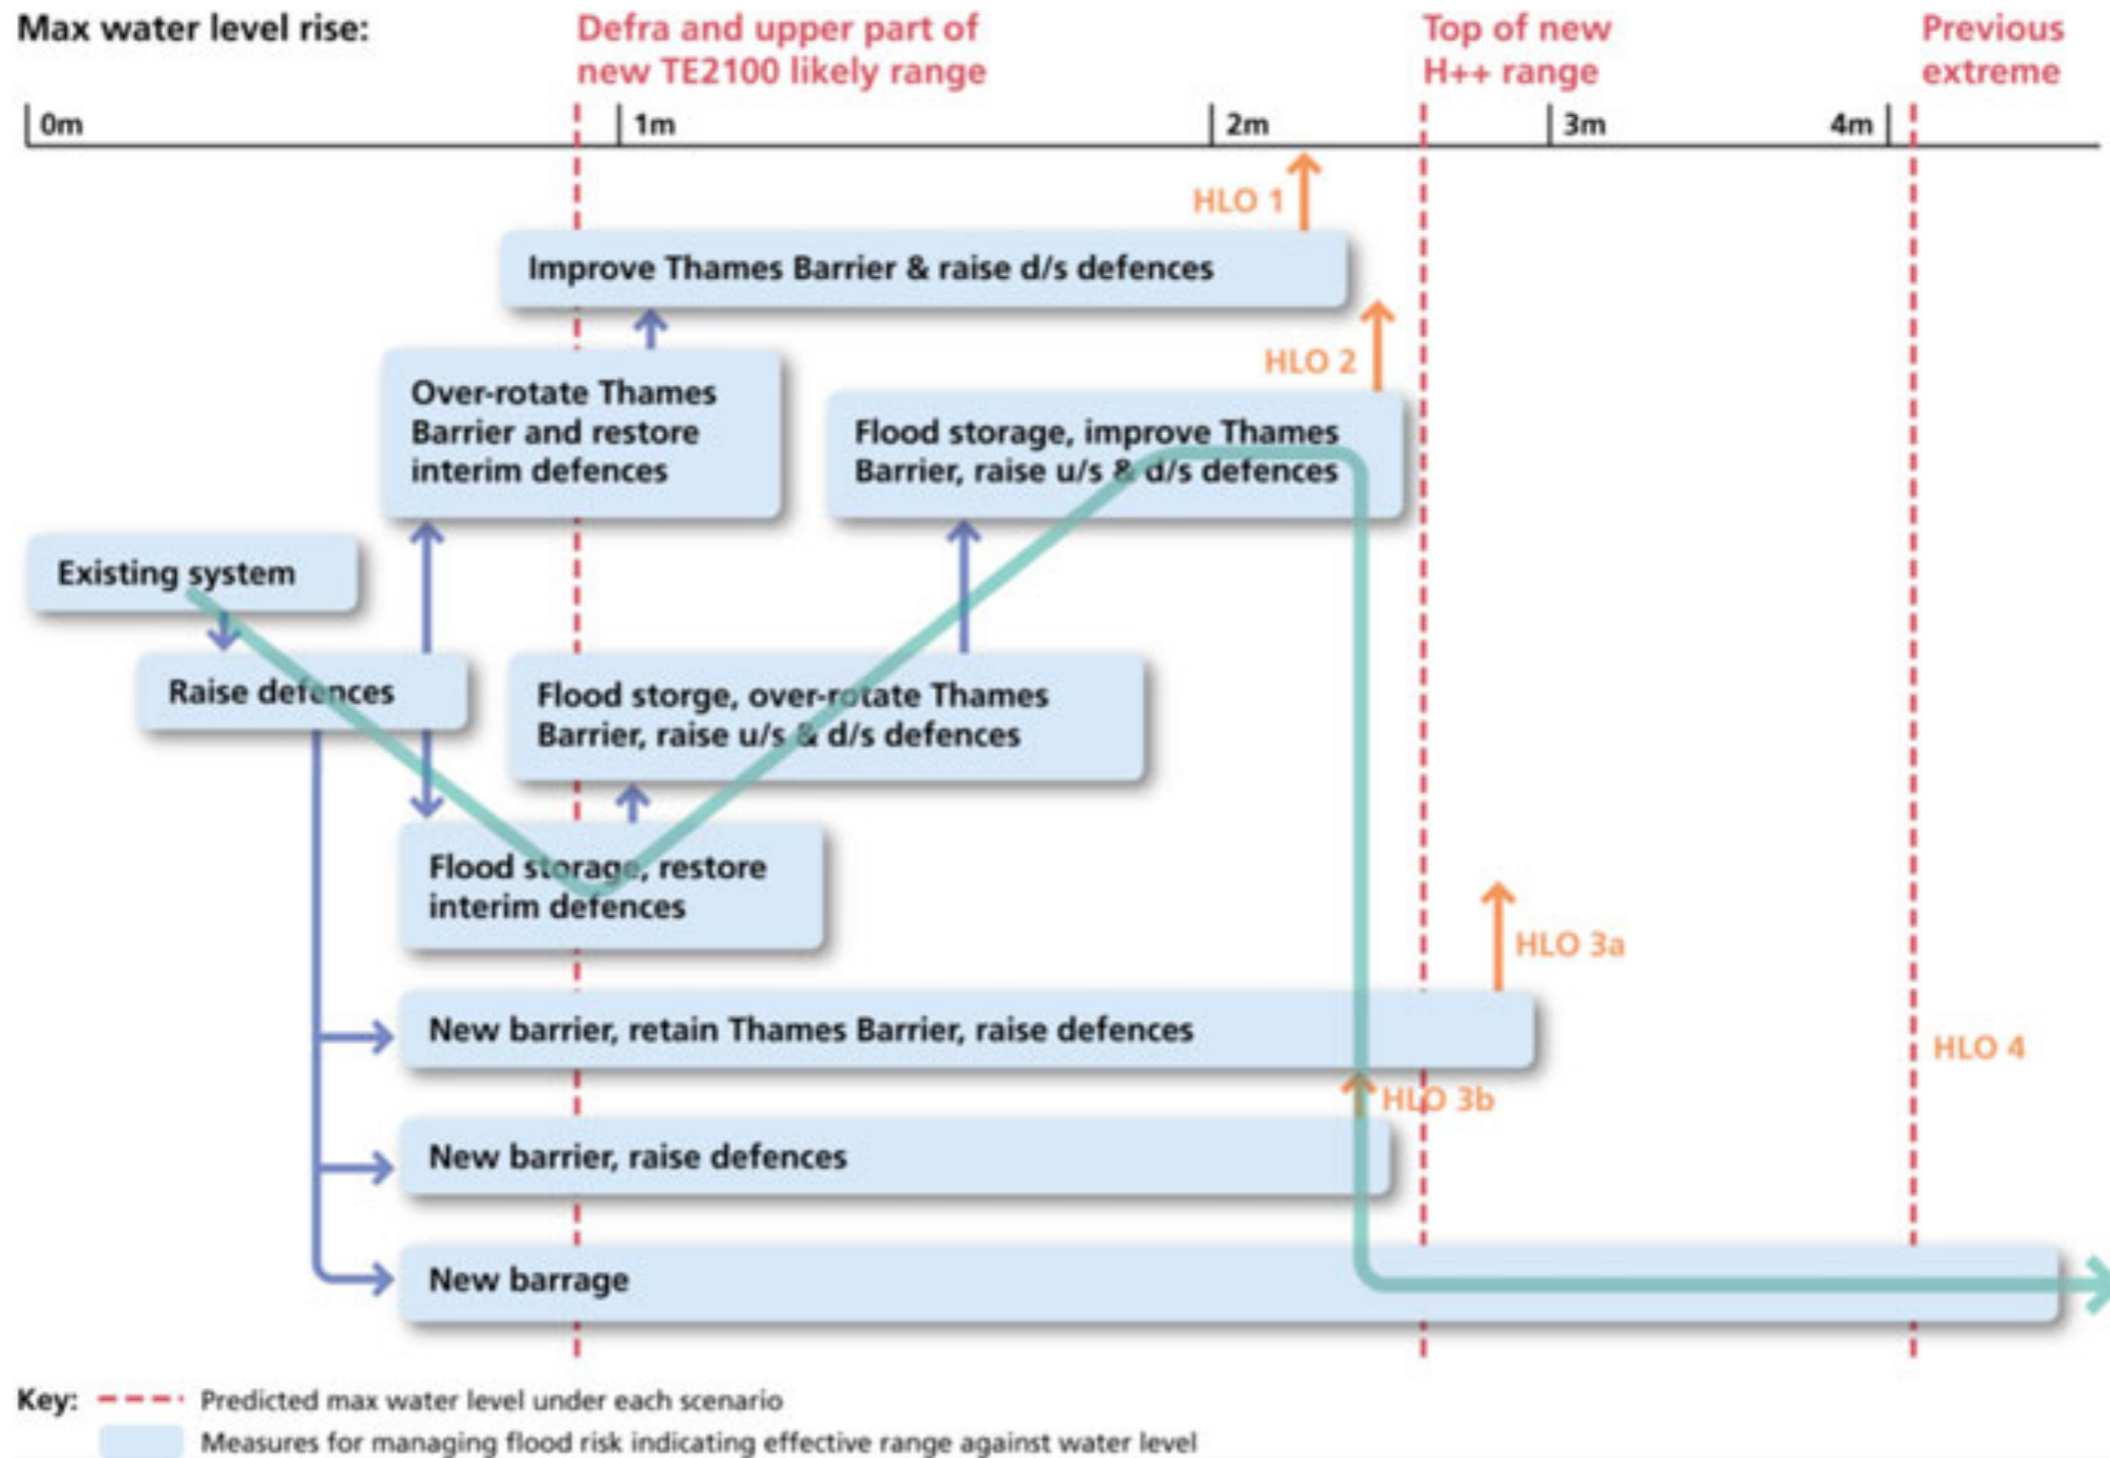 Max water level rise:
Defra and upper part of
new TE2100 likely range
Top of new
H++ range
Previous
extreme
0m
1m
2m
3m
4m
HLO 1
Improve Thames Barrier & raise d/s defences
HLO 2
Over-rotate Thames
Barrier and restore
interim defences
Flood storage, improve Thames
Barrier, raise u/s & d/s defences
Existing system
Raise defences
Flood storge, over-rotate Thames
Barrier, raise u/s & d/s defences
Flood storage, restore
interim defences
HLO 3a
New barrier, retain Thames Barrier, raise defences
HLO 4
HLO 3b
New barrier, raise defences
New barrage
Key:
Predicted max water level under each scenario
Measures for managing flood risk indicating effective range against water level